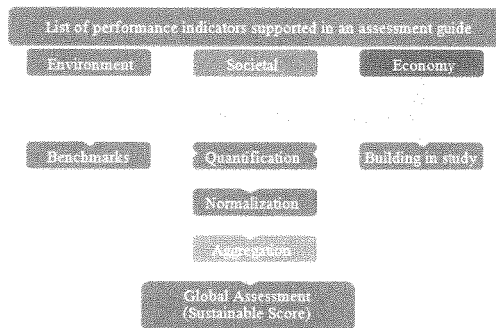 List of performance indicators supported in an assessment guide
Environment
Societal
Economy
Benchmarks
Quantification
Building in study
Normalization
Aggregation
Global Assessment
(Sustainable Score)